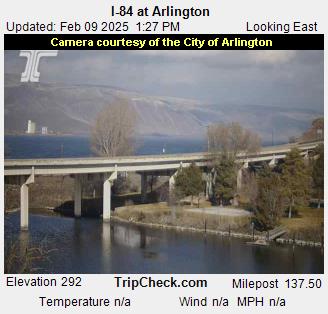 I-84 at Arlington
Updated: Feb 09 2025 1:27 PM Looking East
Camera courtesy of the City of Arlington
Elevation 292 TripCheck.com Milepost 137.50
Temperature n/a Wind n/a MPH n/a